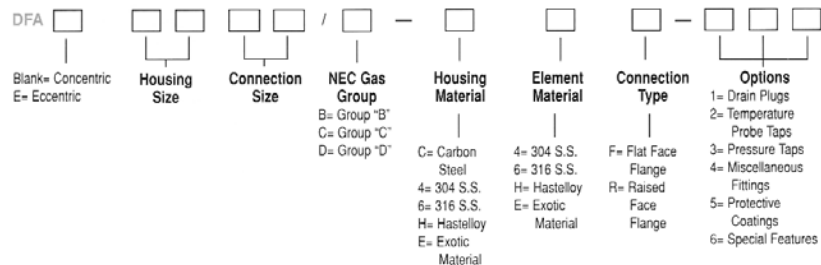 DFA / — —
Blank= Concentric
E= Eccentric
Housing
Size
Connection
Size
NEC Gas
Group
B= Group "B"
C= Group "C"
D= Group "D"
Housing
Material
C= Carbon
Steel
4= 304 S.S.
6= 316 S.S.
H= Hastelloy
E= Exotic
Material
Element
Material
4= 304 S.S.
6= 316 S.S.
H= Hastelloy
E= Exotic
Material
Connection
Type
F= Flat Face
Flange
R= Raised
Face
Flange
Options
1= Drain Plugs
2= Temperature
Probe Taps
3= Pressure Taps
4= Miscellaneous
Fittings
5= Protective
Coatings
6= Special Features